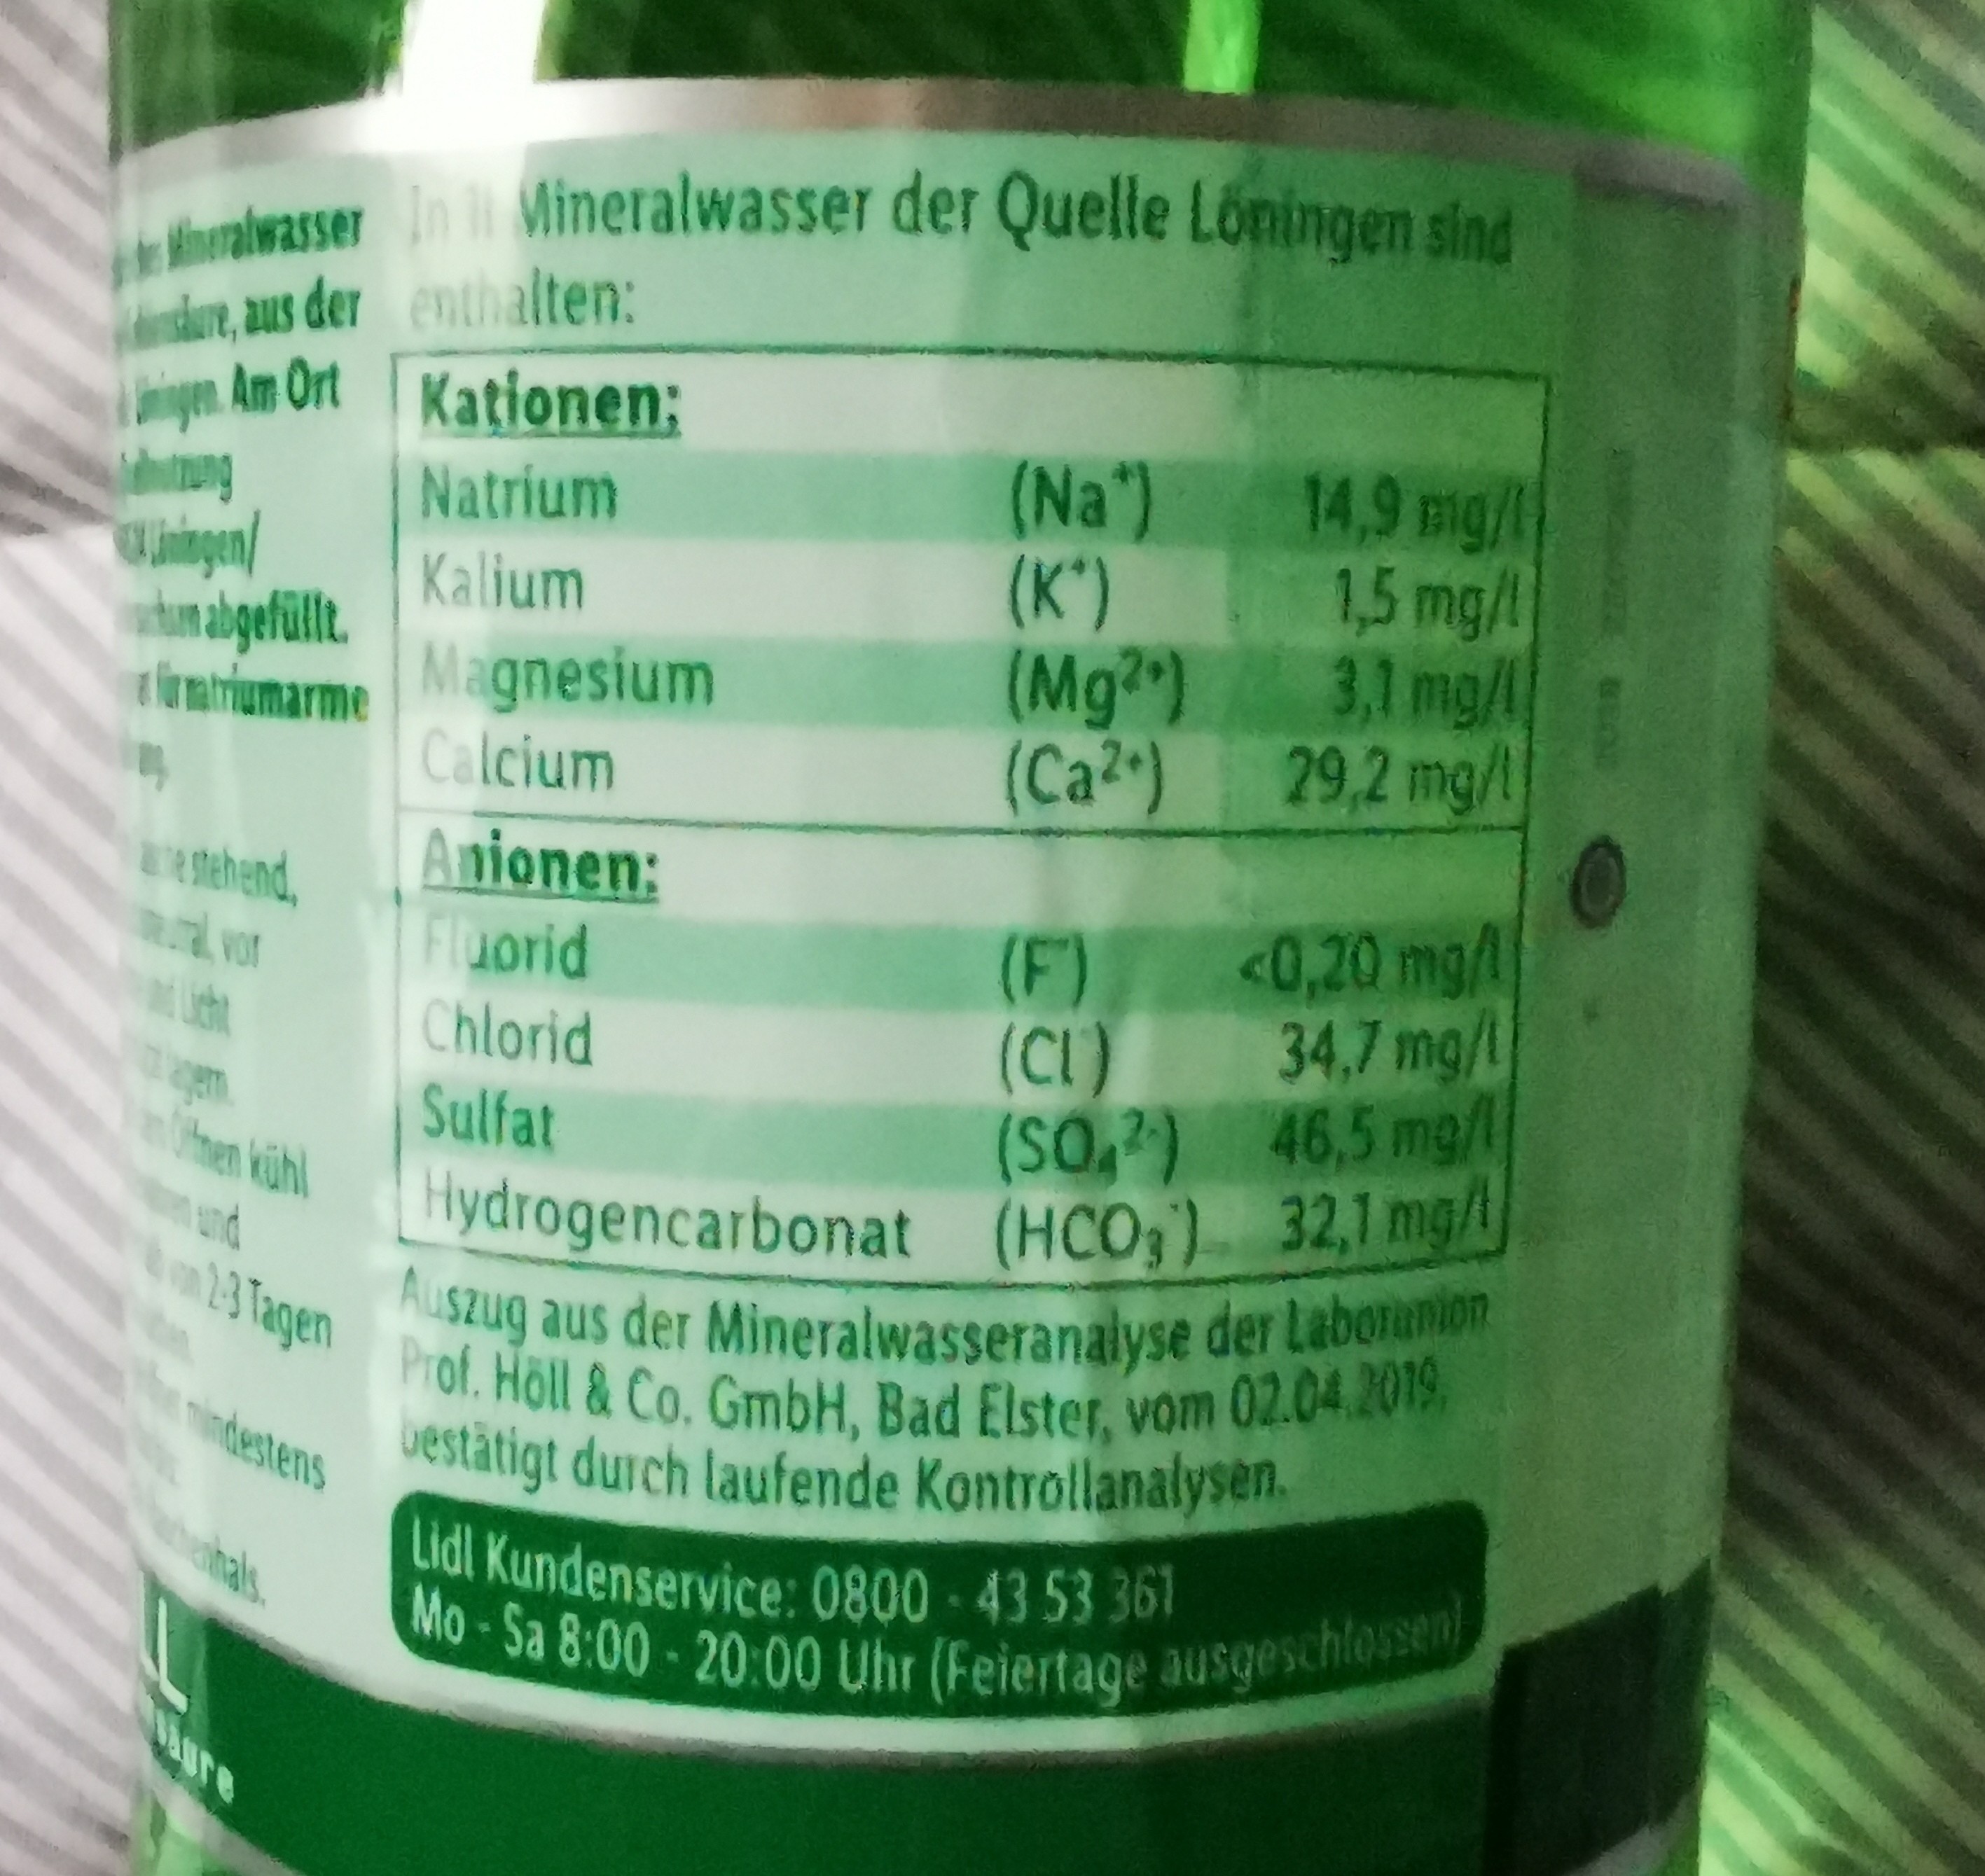 Mineralwasser
aus der
Am Ort
abgefüllt.
natriumarme
stehend,
vor
Licht
Öffnen kühl
und
2-3 Tagen
mindestens
In 1l Mineralwasser der Quelle Löningen sind
enthalten:
Kationen:
Natrium (Na⁺) 14,9 mg/l
Kalium (K⁺) 1,5 mg/l
Magnesium (Mg²⁺) 3,1 mg/l
Calcium (Ca²⁺) 29,2 mg/l
Anionen:
Fluorid (F⁻) <0,20 mg/l
Chlorid (Cl⁻) 34,7 mg/l
Sulfat (SO₄²⁻) 46,5 mg/l
Hydrogencarbonat (HCO₃⁻) 32,1 mg/l
Auszug aus der Mineralwasseranalyse der Laborunion
Prof. Höll & Co. GmbH, Bad Elster, vom 02.04.2019,
bestätigt durch laufende Kontrollanalysen.
Lidl Kundenservice: 0800 - 43 53 361
Mo - Sa 8:00 - 20:00 Uhr (Feiertage ausgeschlossen)